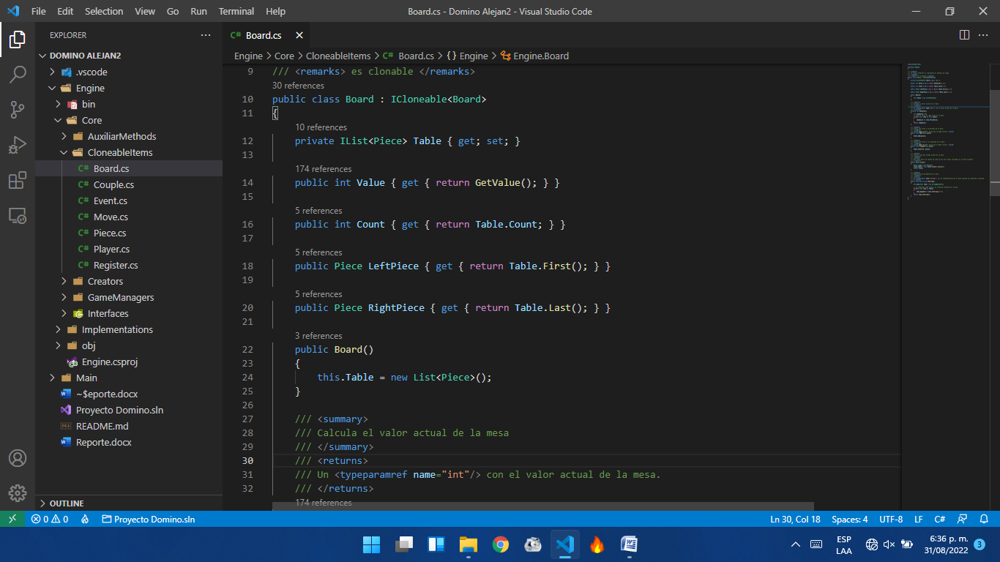 File Edit Selection View Go Run Terminal Help
Board.cs - Domino Alejan2 - Visual Studio Code
EXPLORER
DOMINO ALEJAN2
.vscode
Engine
bin
Core
AuxiliarMethods
CloneableItems
C# Board.cs
C# Couple.cs
C# Event.cs
C# Move.cs
C# Piece.cs
C# Player.cs
C# Register.cs
Creators
GameManagers
Interfaces
Implementations
obj
Engine.csproj
Main
~$eporte.docx
Proyecto Domino.sln
README.md
Reporte.docx
OUTLINE
C# Board.cs
Engine > Core > CloneableItems > C# Board.cs > {} Engine > Engine.Board
9 /// <remarks> es clonable </remarks>
30 references
10 public class Board : ICloneable<Board>
11 {
10 references
12 private IList<Piece> Table { get; set; }
13
174 references
14 public int Value { get { return GetValue(); } }
15
5 references
16 public int Count { get { return Table.Count; } }
17
5 references
18 public Piece LeftPiece { get { return Table.First(); } }
19
5 references
20 public Piece RightPiece { get { return Table.Last(); } }
21
3 references
22 public Board()
23 {
24 this.Table = new List<Piece>();
25 }
26
27 /// <summary>
28 /// Calcula el valor actual de la mesa
29 /// </summary>
30 /// <returns>
31 /// Un <typeparamref name="int"/> con el valor actual de la mesa.
32 /// </returns>
174 references
0 0 Proyecto Domino.sln
Ln 30, Col 18 Spaces: 4 UTF-8 LF C#
ESP
LAA
6:36 p. m.
31/08/2022
3